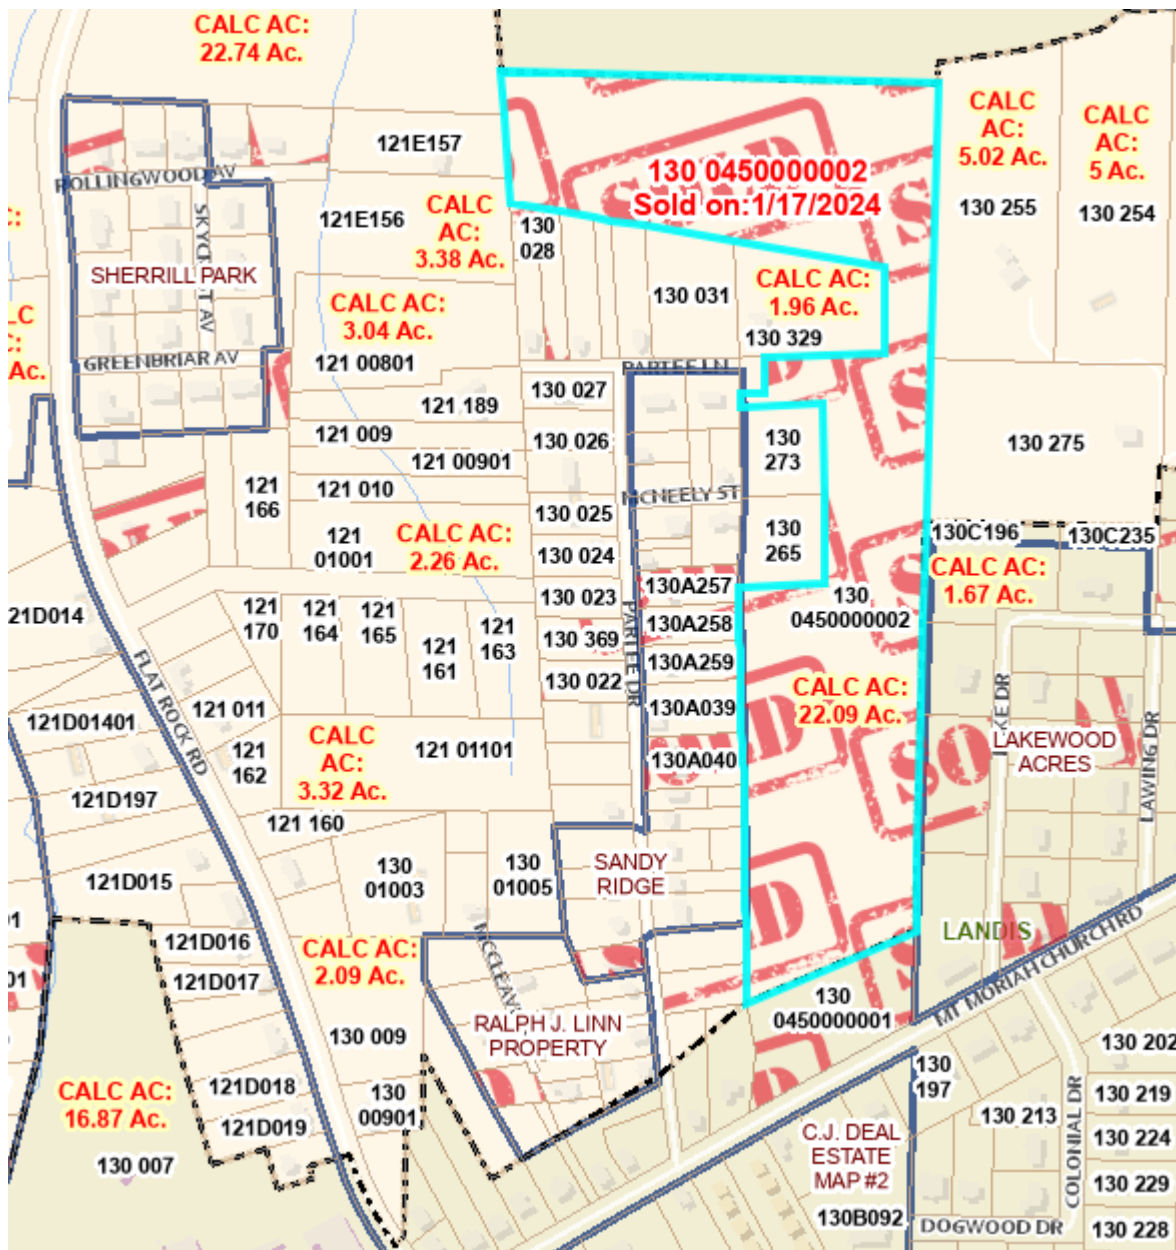 CALC AC:
22.74 Ac.
CALC
AC:
5.02 Ac.
CALC
AC:
5 Ac.
121E157
130 0450000002
Sold on:1/17/2024
ROLLINGWOOD AV
121E156
CALC
AC:
3.38 Ac.
130
028
130 255
130 254
SHERRILL PARK
130 031
CALC AC:
1.96 Ac.
CALC AC:
3.04 Ac.
130 329
GREENBRIAR AV
121 00801
PARTEE LN
121 189
130 027
121 009
130 026
130
273
130 275
121 00901
121
166
121 010
MCNEELY ST
130 025
130
265
121
01001
CALC AC:
2.26 Ac.
130 024
130C196
130C235
CALC AC:
1.67 Ac.
130A257
130 023
121D014
121
170
121
164
121
165
121
161
121
163
130 369
130A258
130
0450000002
PARTEE DR
130A259
130 022
FLAT ROCK RD
121 011
130A039
CALC AC:
22.09 Ac.
121D01401
121
162
CALC
AC:
3.32 Ac.
121 01101
130A040
LAKEWOOD
ACRES
LAWING DR
121D197
121 160
130
01003
130
01005
SANDY
RIDGE
121D015
121D016
CALC AC:
2.09 Ac.
LANDIS
MT MORIAH CHURCH RD
121D017
130
0450000001
130 009
RALPH J. LINN
PROPERTY
130 202
CALC AC:
16.87 Ac.
121D018
130
00901
130
197
130 219
130 213
121D019
C.J. DEAL
ESTATE
MAP #2
130 224
COLONIAL DR
130 007
130 229
130B092
DOGWOOD DR
130 228